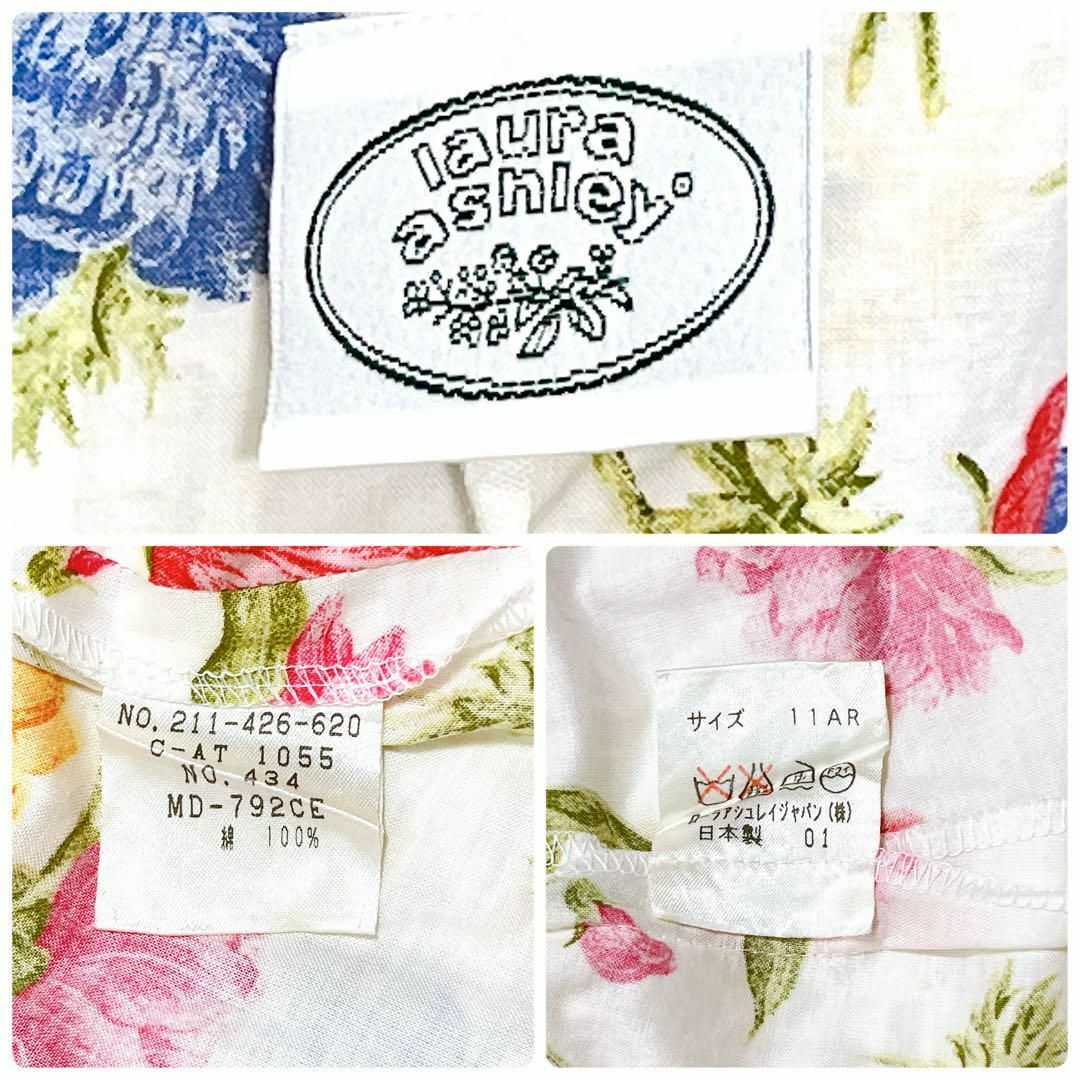 laura
ashley®
NO. 211-426-620
C-AT 1055
NO. 434
MD-792CE
綿 100%
サイズ 11AR
ローラアシュレイジャパン(株)
日本製 01